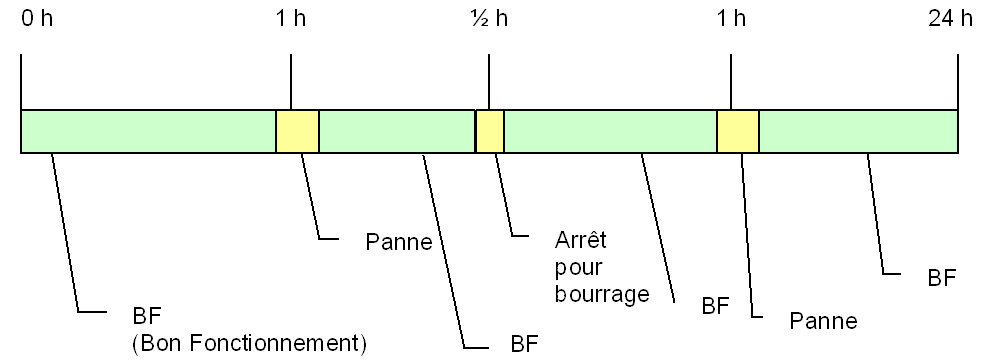 0 h 1 h ½ h 1 h 24 h
Panne
Arrêt
pour
bourrage
BF
BF
(Bon Fonctionnement)
BF
Panne
BF